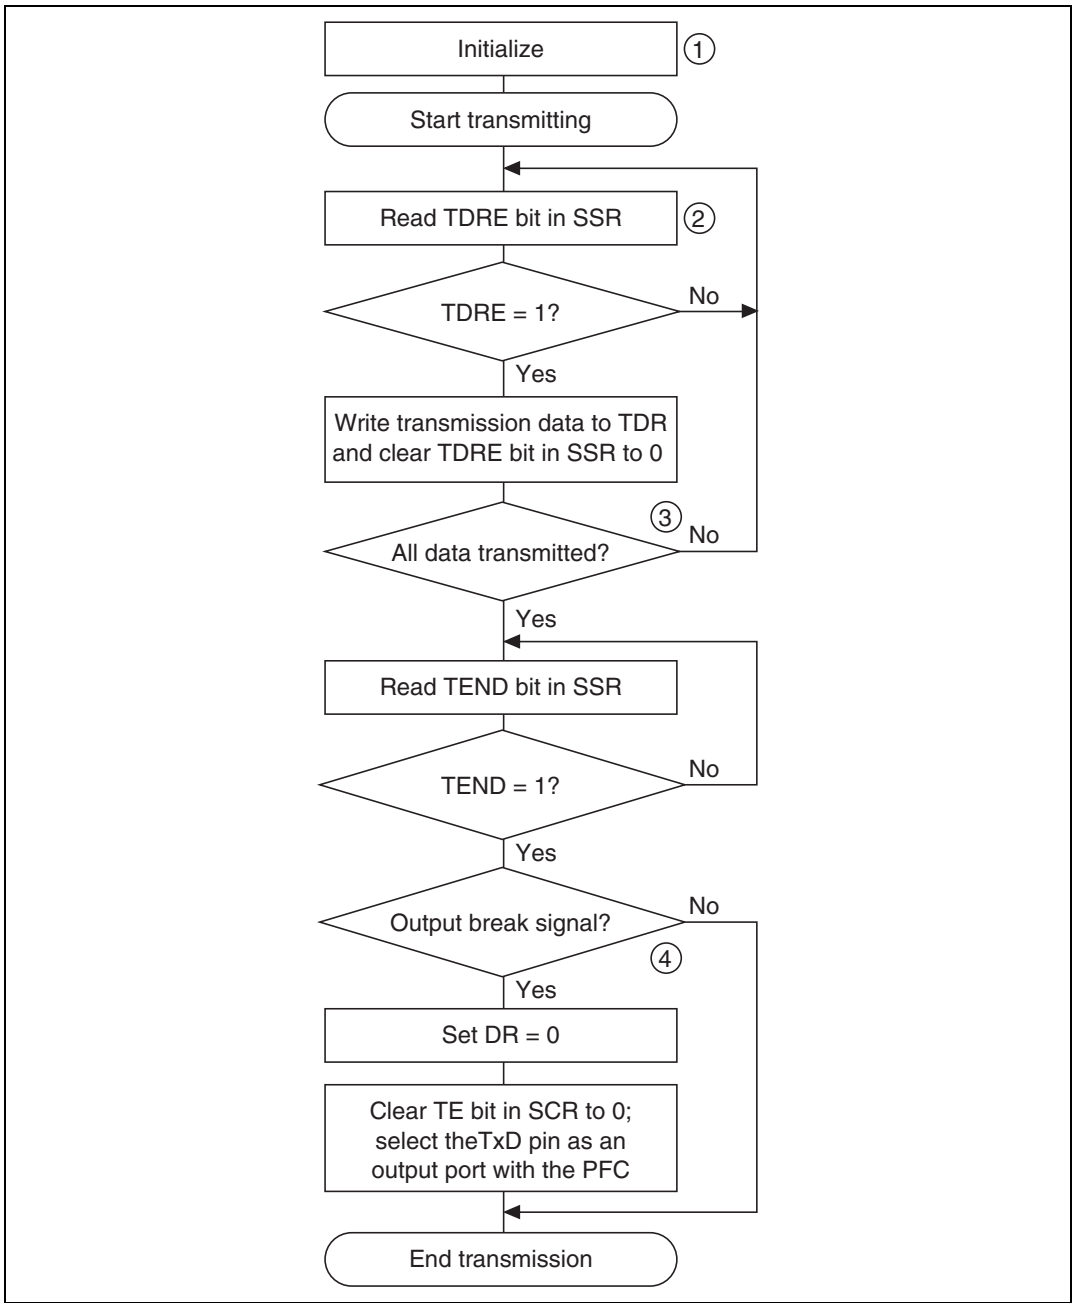 Initialize
①
Start transmitting
Read TDRE bit in SSR
②
TDRE = 1?
No
Yes
Write transmission data to TDR
and clear TDRE bit in SSR to 0
③
All data transmitted?
No
Yes
Read TEND bit in SSR
TEND = 1?
No
Yes
Output break signal?
No
④
Yes
Set DR = 0
Clear TE bit in SCR to 0;
select theTxD pin as an
output port with the PFC
End transmission